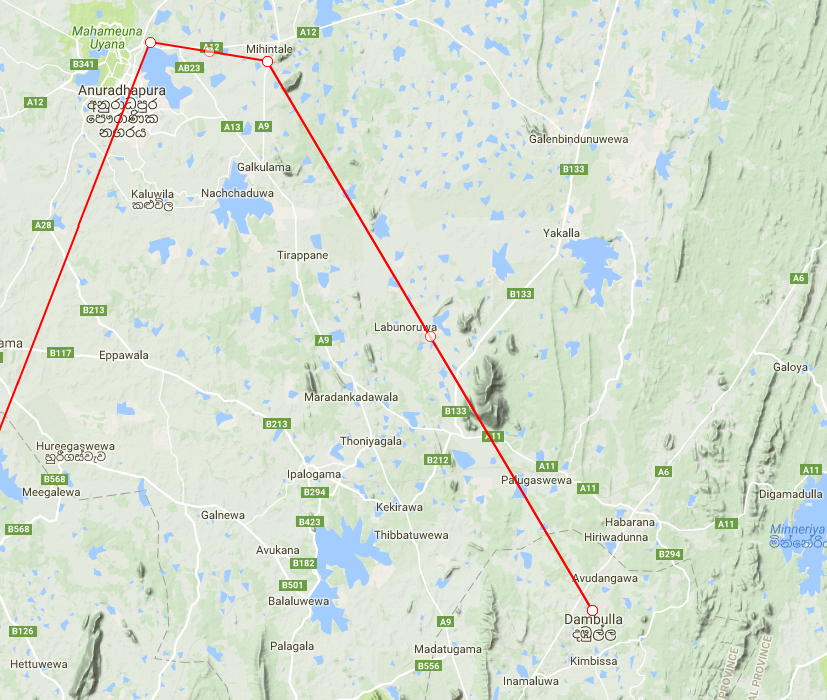 Mahameuna
Uyana
A12
A12
Mihintale
B341
AB23
Anuradhapura
අනුරාධපුර
පෞරාණික
නගරය
A12
A13
A9
Galenbindunuwewa
B133
Galkulama
Kaluwila
කළුවිල
Nachchaduwa
A28
Yakalla
Tirappane
A6
B133
B213
Labunoruwa
ama
B117
Eppawala
A9
Galoya
Maradankadawala
B133
B213
A11
Thoniyagala
Hureegaswewa
හුරීගස්වැව
B212
A11
A6
A11
B568
Ipalogama
Palugaswewa
A11
Meegalewa
B294
Digamadulla
Galnewa
Kekirawa
Habarana
A11
B568
B423
Thibbatuwewa
Hiriwadunna
Minneriya
Avukana
B294
B182
Avudangawa
B501
Balaluwewa
Dambulla
දඹුල්ල
B126
A9
Palagala
Madatugama
Kimbissa
Hettuwewa
B556
Inamaluwa
PROVINCE
AL PROVINCE